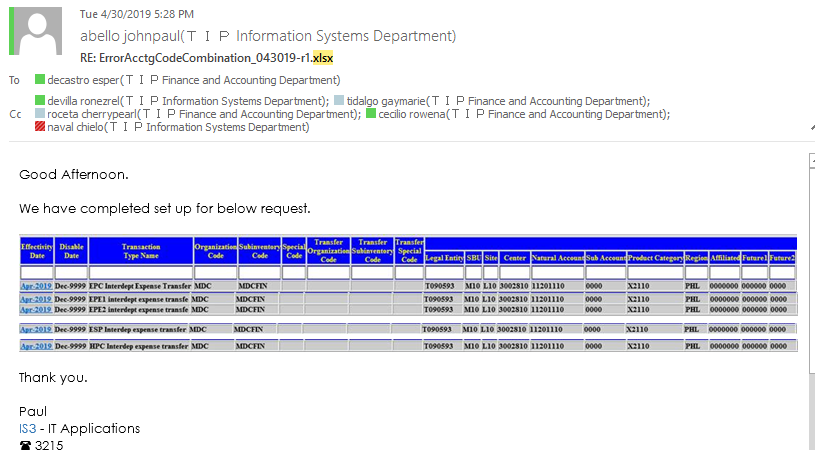 Tue 4/30/2019 5:28 PM
abello johnpaul(ＴＩＰ Information Systems Department)
RE: ErrorAcctgCodeCombination_043019-r1.xlsx
To decastro esper(ＴＩＰ Finance and Accounting Department)
devilla ronezrel(ＴＩＰ Information Systems Department); tidalgo gaymarie(ＴＩＰ Finance and Accounting Department);
Cc roceta cherrypearl(ＴＩＰ Finance and Accounting Department); cecilio rowena(ＴＩＰ Finance and Accounting Department);
naval chielo(ＴＩＰ Information Systems Department)
Good Afternoon.
We have completed set up for below request.
Effectivity Date Disable Date Transaction Type Name Organization Code Subinventory Code Special Code Transfer Organization Code Transfer Subinventory Code Transfer Special Code Legal Entity SBU Site Center Natural Account Sub Account Product Category Region Affiliated Future1 Future2
Apr-2019 Dec-9999 EPC Interdept Expense Transfer MDC MDCFIN T090593 M10 L10 3002810 11201110 0000 X2110 PHL 0000000 000000 0000
Apr-2019 Dec-9999 EPE1 interdept expense transfe MDC MDCFIN T090593 M10 L10 3002810 11201110 0000 X2110 PHL 0000000 000000 0000
Apr-2019 Dec-9999 EPE2 interdept expense transfe MDC MDCFIN T090593 M10 L10 3002810 11201110 0000 X2110 PHL 0000000 000000 0000
Apr-2019 Dec-9999 ESP Interdep expense transfer MDC MDCFIN T090593 M10 L10 3002810 11201110 0000 X2110 PHL 0000000 000000 0000
Apr-2019 Dec-9999 HPC Interdep expense transfer MDC MDCFIN T090593 M10 L10 3002810 11201110 0000 X2110 PHL 0000000 000000 0000
Thank you.
Paul
IS3 - IT Applications
☎ 3215